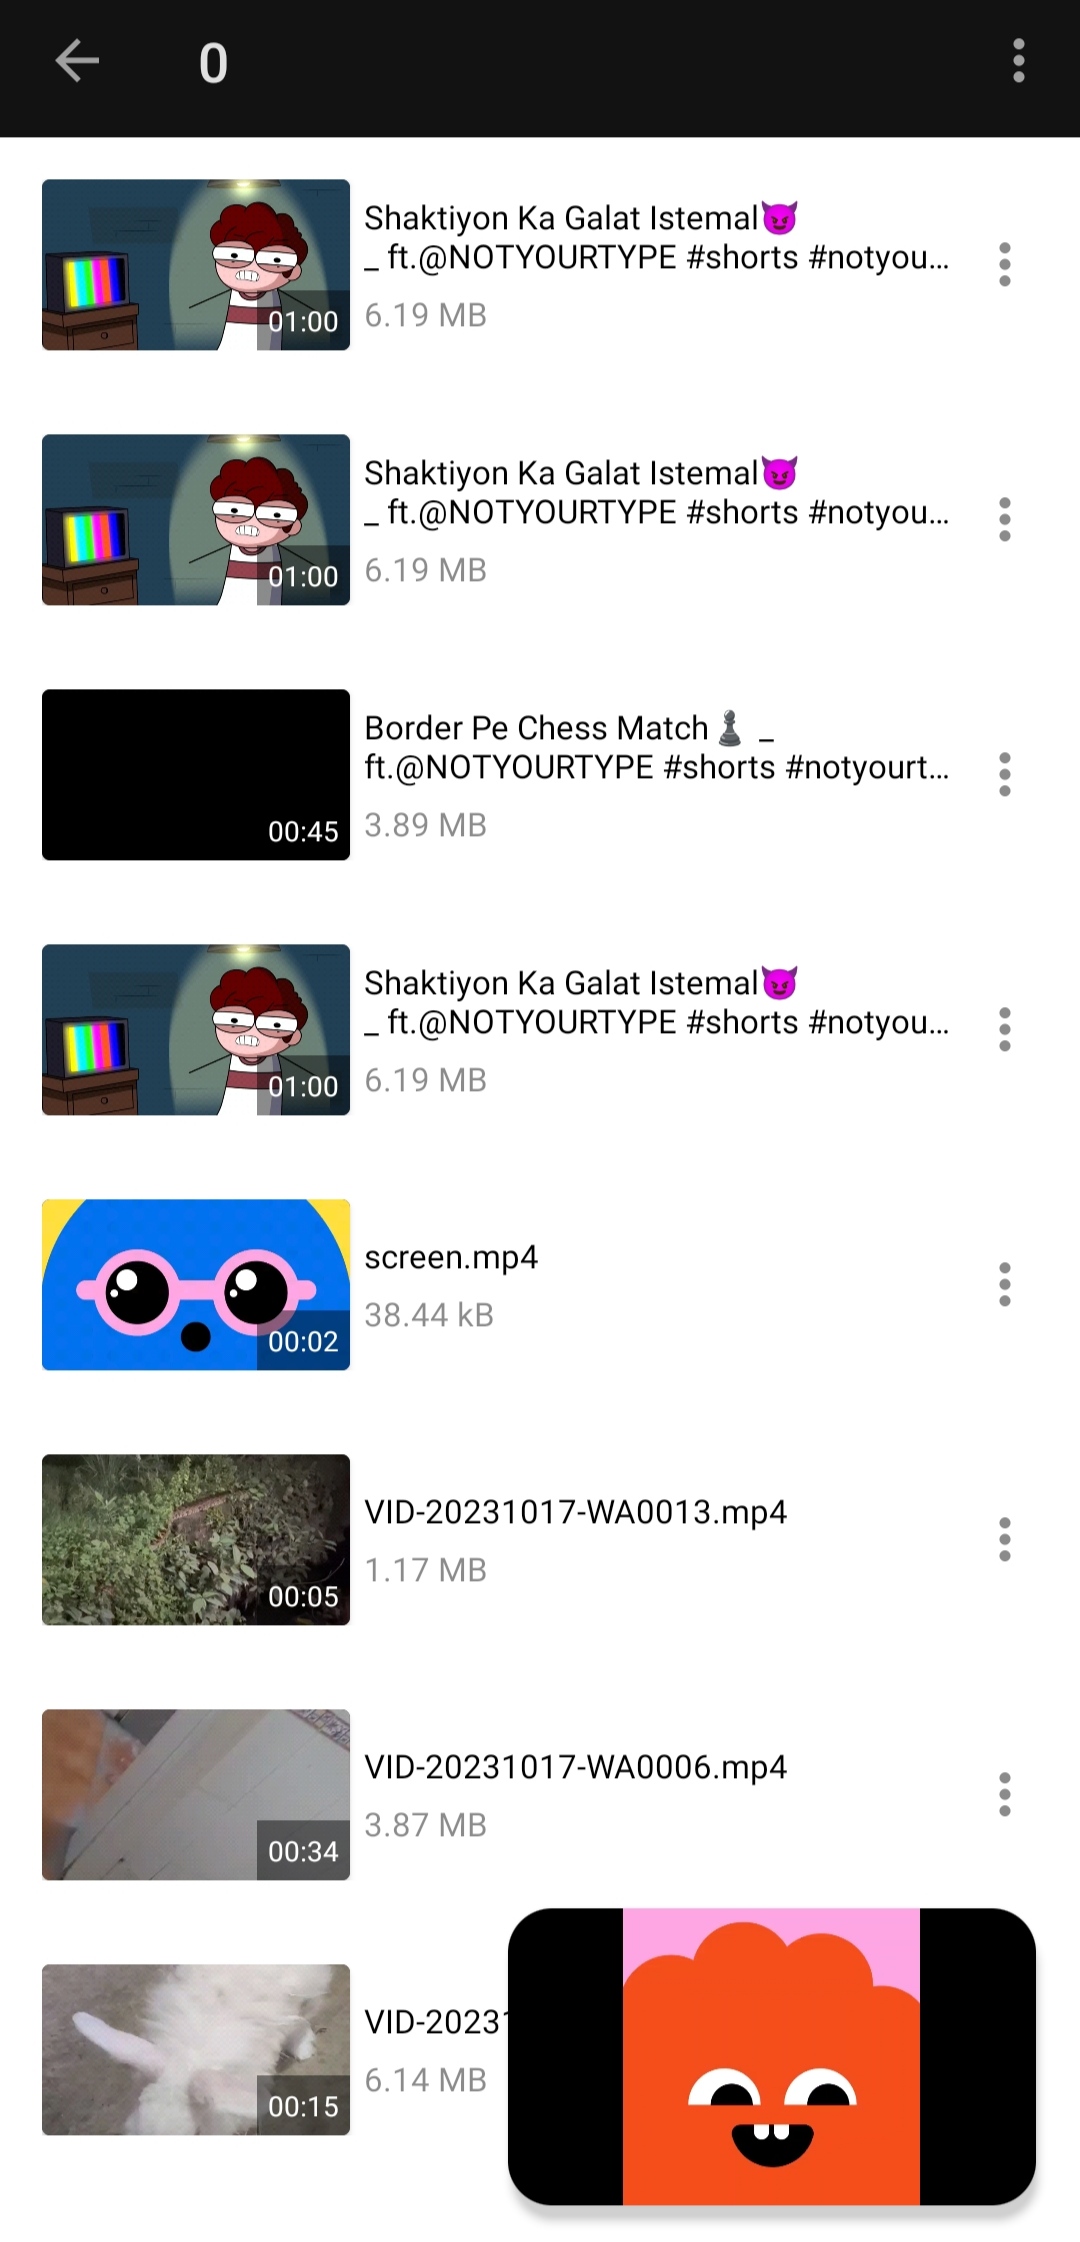 0
Shaktiyon Ka Galat Istemal😈
_ ft.@NOTYOURTYPE #shorts #notyou...
01:00
6.19 MB
Shaktiyon Ka Galat Istemal😈
_ ft.@NOTYOURTYPE #shorts #notyou...
01:00
6.19 MB
Border Pe Chess Match♟️ _
ft.@NOTYOURTYPE #shorts #notyourt...
00:45
3.89 MB
Shaktiyon Ka Galat Istemal😈
_ ft.@NOTYOURTYPE #shorts #notyou...
01:00
6.19 MB
screen.mp4
00:02
38.44 kB
VID-20231017-WA0013.mp4
00:05
1.17 MB
VID-20231017-WA0006.mp4
00:34
3.87 MB
VID-20231
00:15
6.14 MB